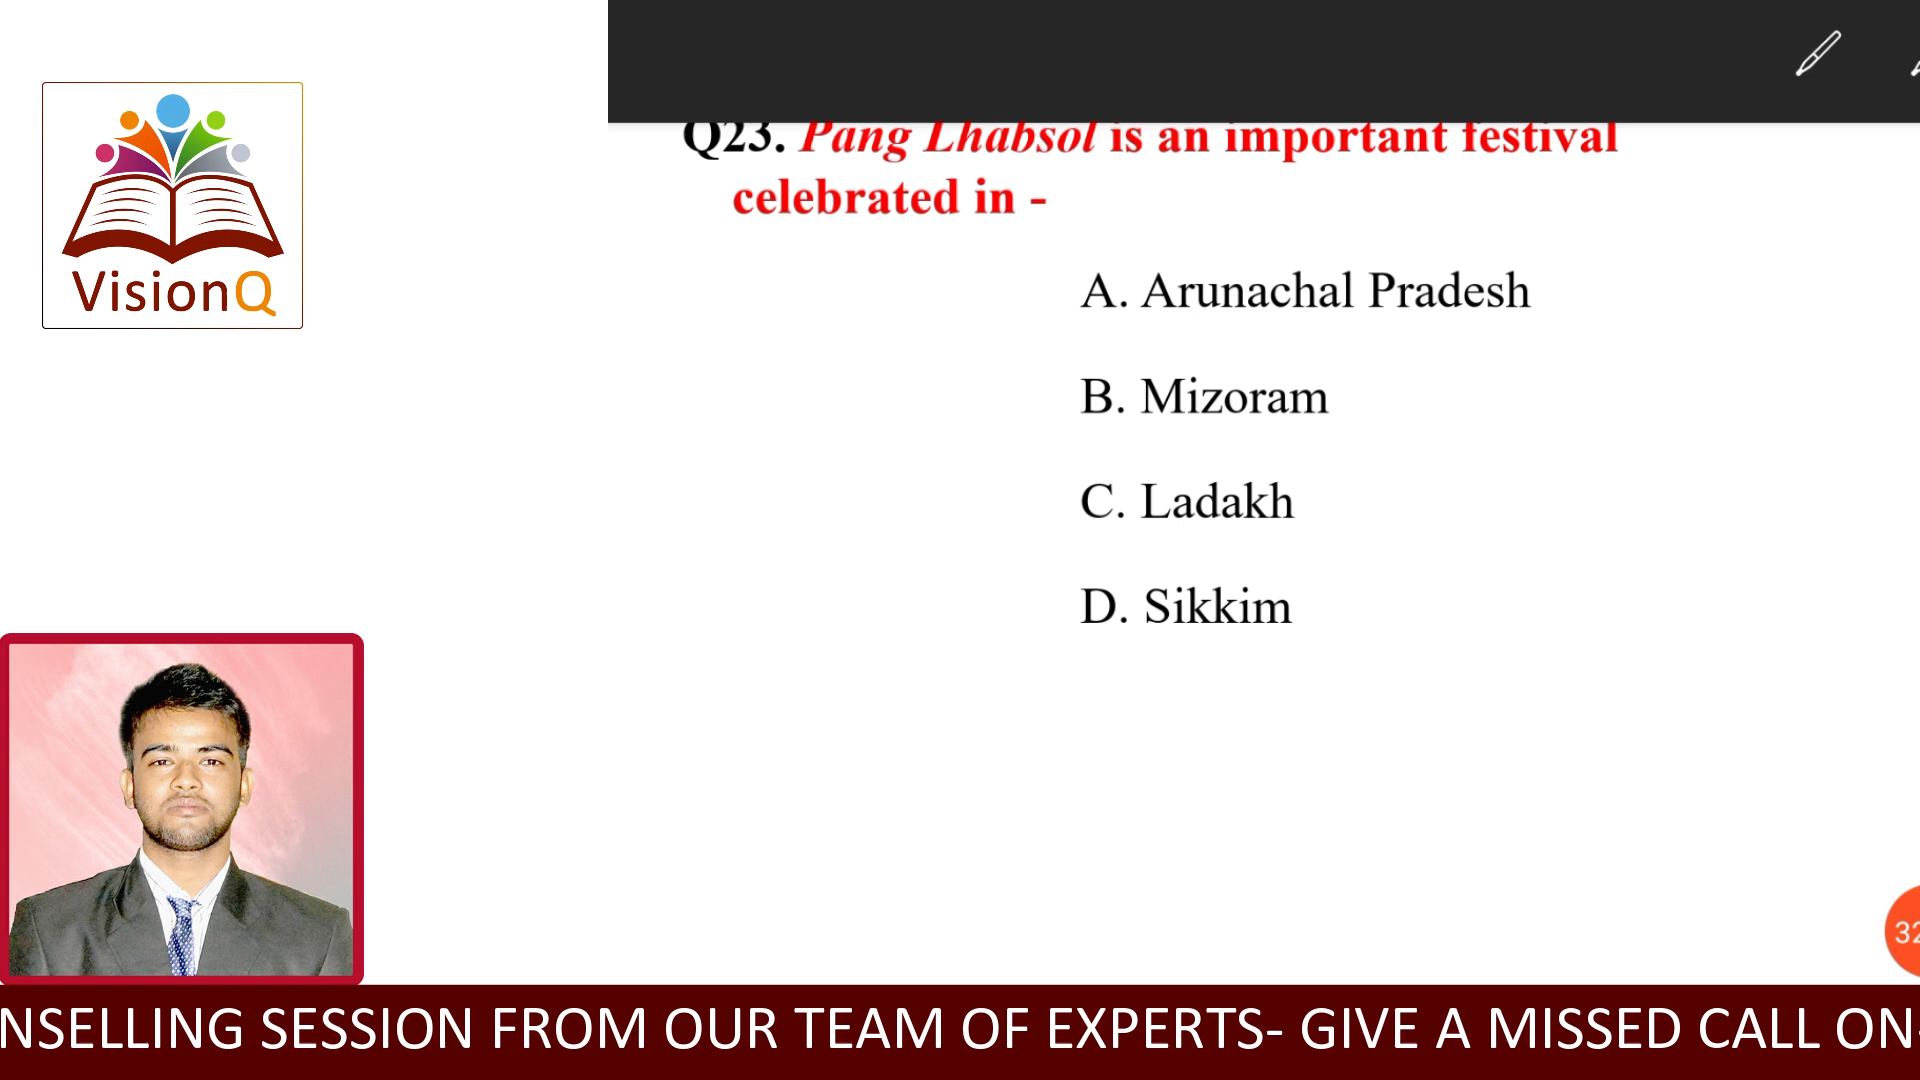 VisionQ
Q23. Pang Lhabsol is an important festival
celebrated in -
A. Arunachal Pradesh
B. Mizoram
C. Ladakh
D. Sikkim
32
NSELLING SESSION FROM OUR TEAM OF EXPERTS- GIVE A MISSED CALL ON-